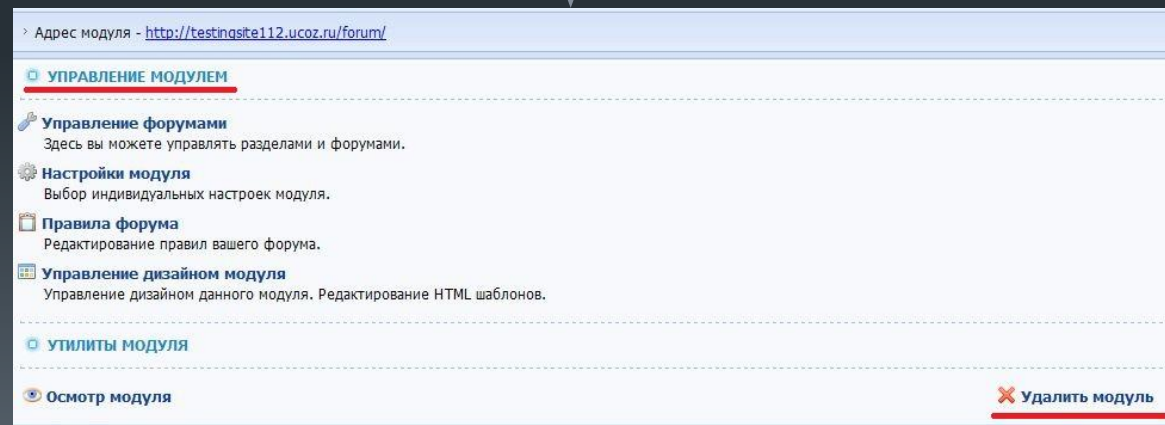 Адрес модуля - http://testingsite112.ucoz.ru/forum/
УПРАВЛЕНИЕ МОДУЛЕМ
Управление форумами
Здесь вы можете управлять разделами и форумами.
Настройки модуля
Выбор индивидуальных настроек модуля.
Правила форума
Редактирование правил вашего форума.
Управление дизайном модуля
Управление дизайном данного модуля. Редактирование HTML шаблонов.
УТИЛИТЫ МОДУЛЯ
Осмотр модуля
Удалить модуль